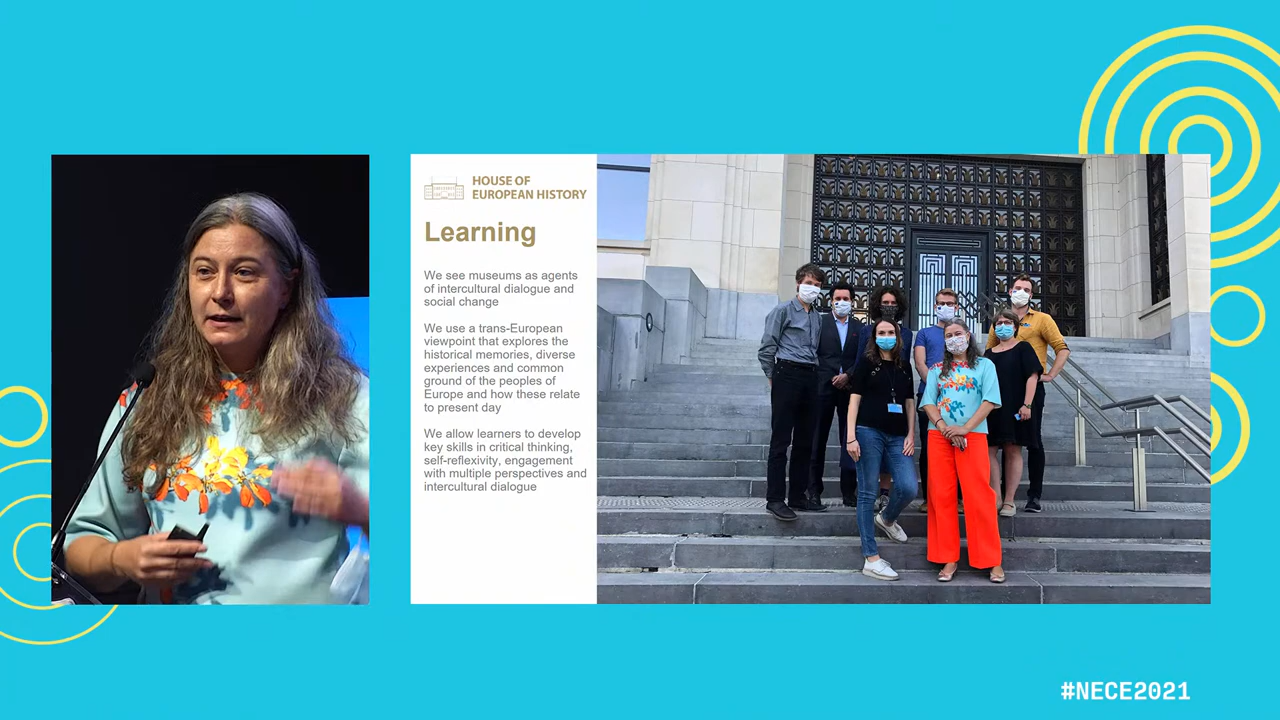 HOUSE OF
EUROPEAN HISTORY
Learning
We see museums as agents
of intercultural dialogue and
social change
We use a trans-European
viewpoint that explores the
historical memories, diverse
experiences and common
ground of the peoples of
Europe and how these relate
to present day
We allow learners to develop
key skills in critical thinking,
self-reflexivity, engagement
with multiple perspectives and
intercultural dialogue
#NECE2021